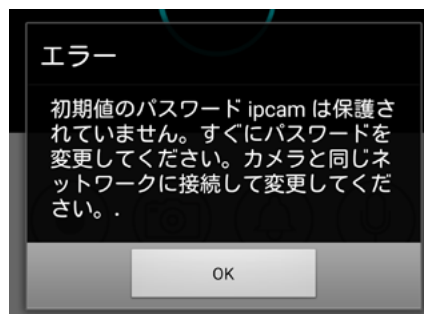 エラー
初期値のパスワード ipcam は保護さ
れていません。すぐにパスワードを
変更してください。カメラと同じネ
ットワークに接続して変更してくだ
さい。.
OK